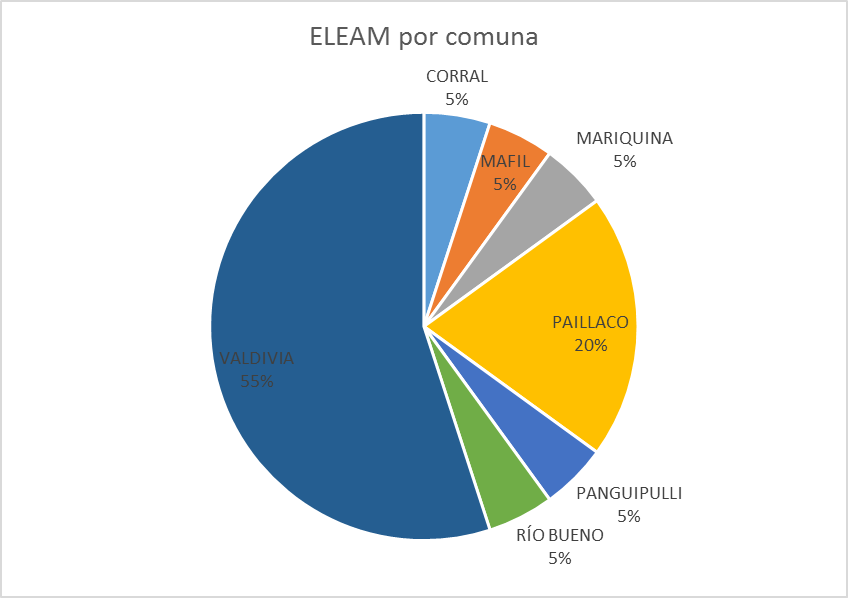 ELEAM por comuna
CORRAL
5%
MAFIL
5%
MARIQUINA
5%
PAILLACO
20%
PANGUIPULLI
5%
RÍO BUENO
5%
VALDIVIA
55%